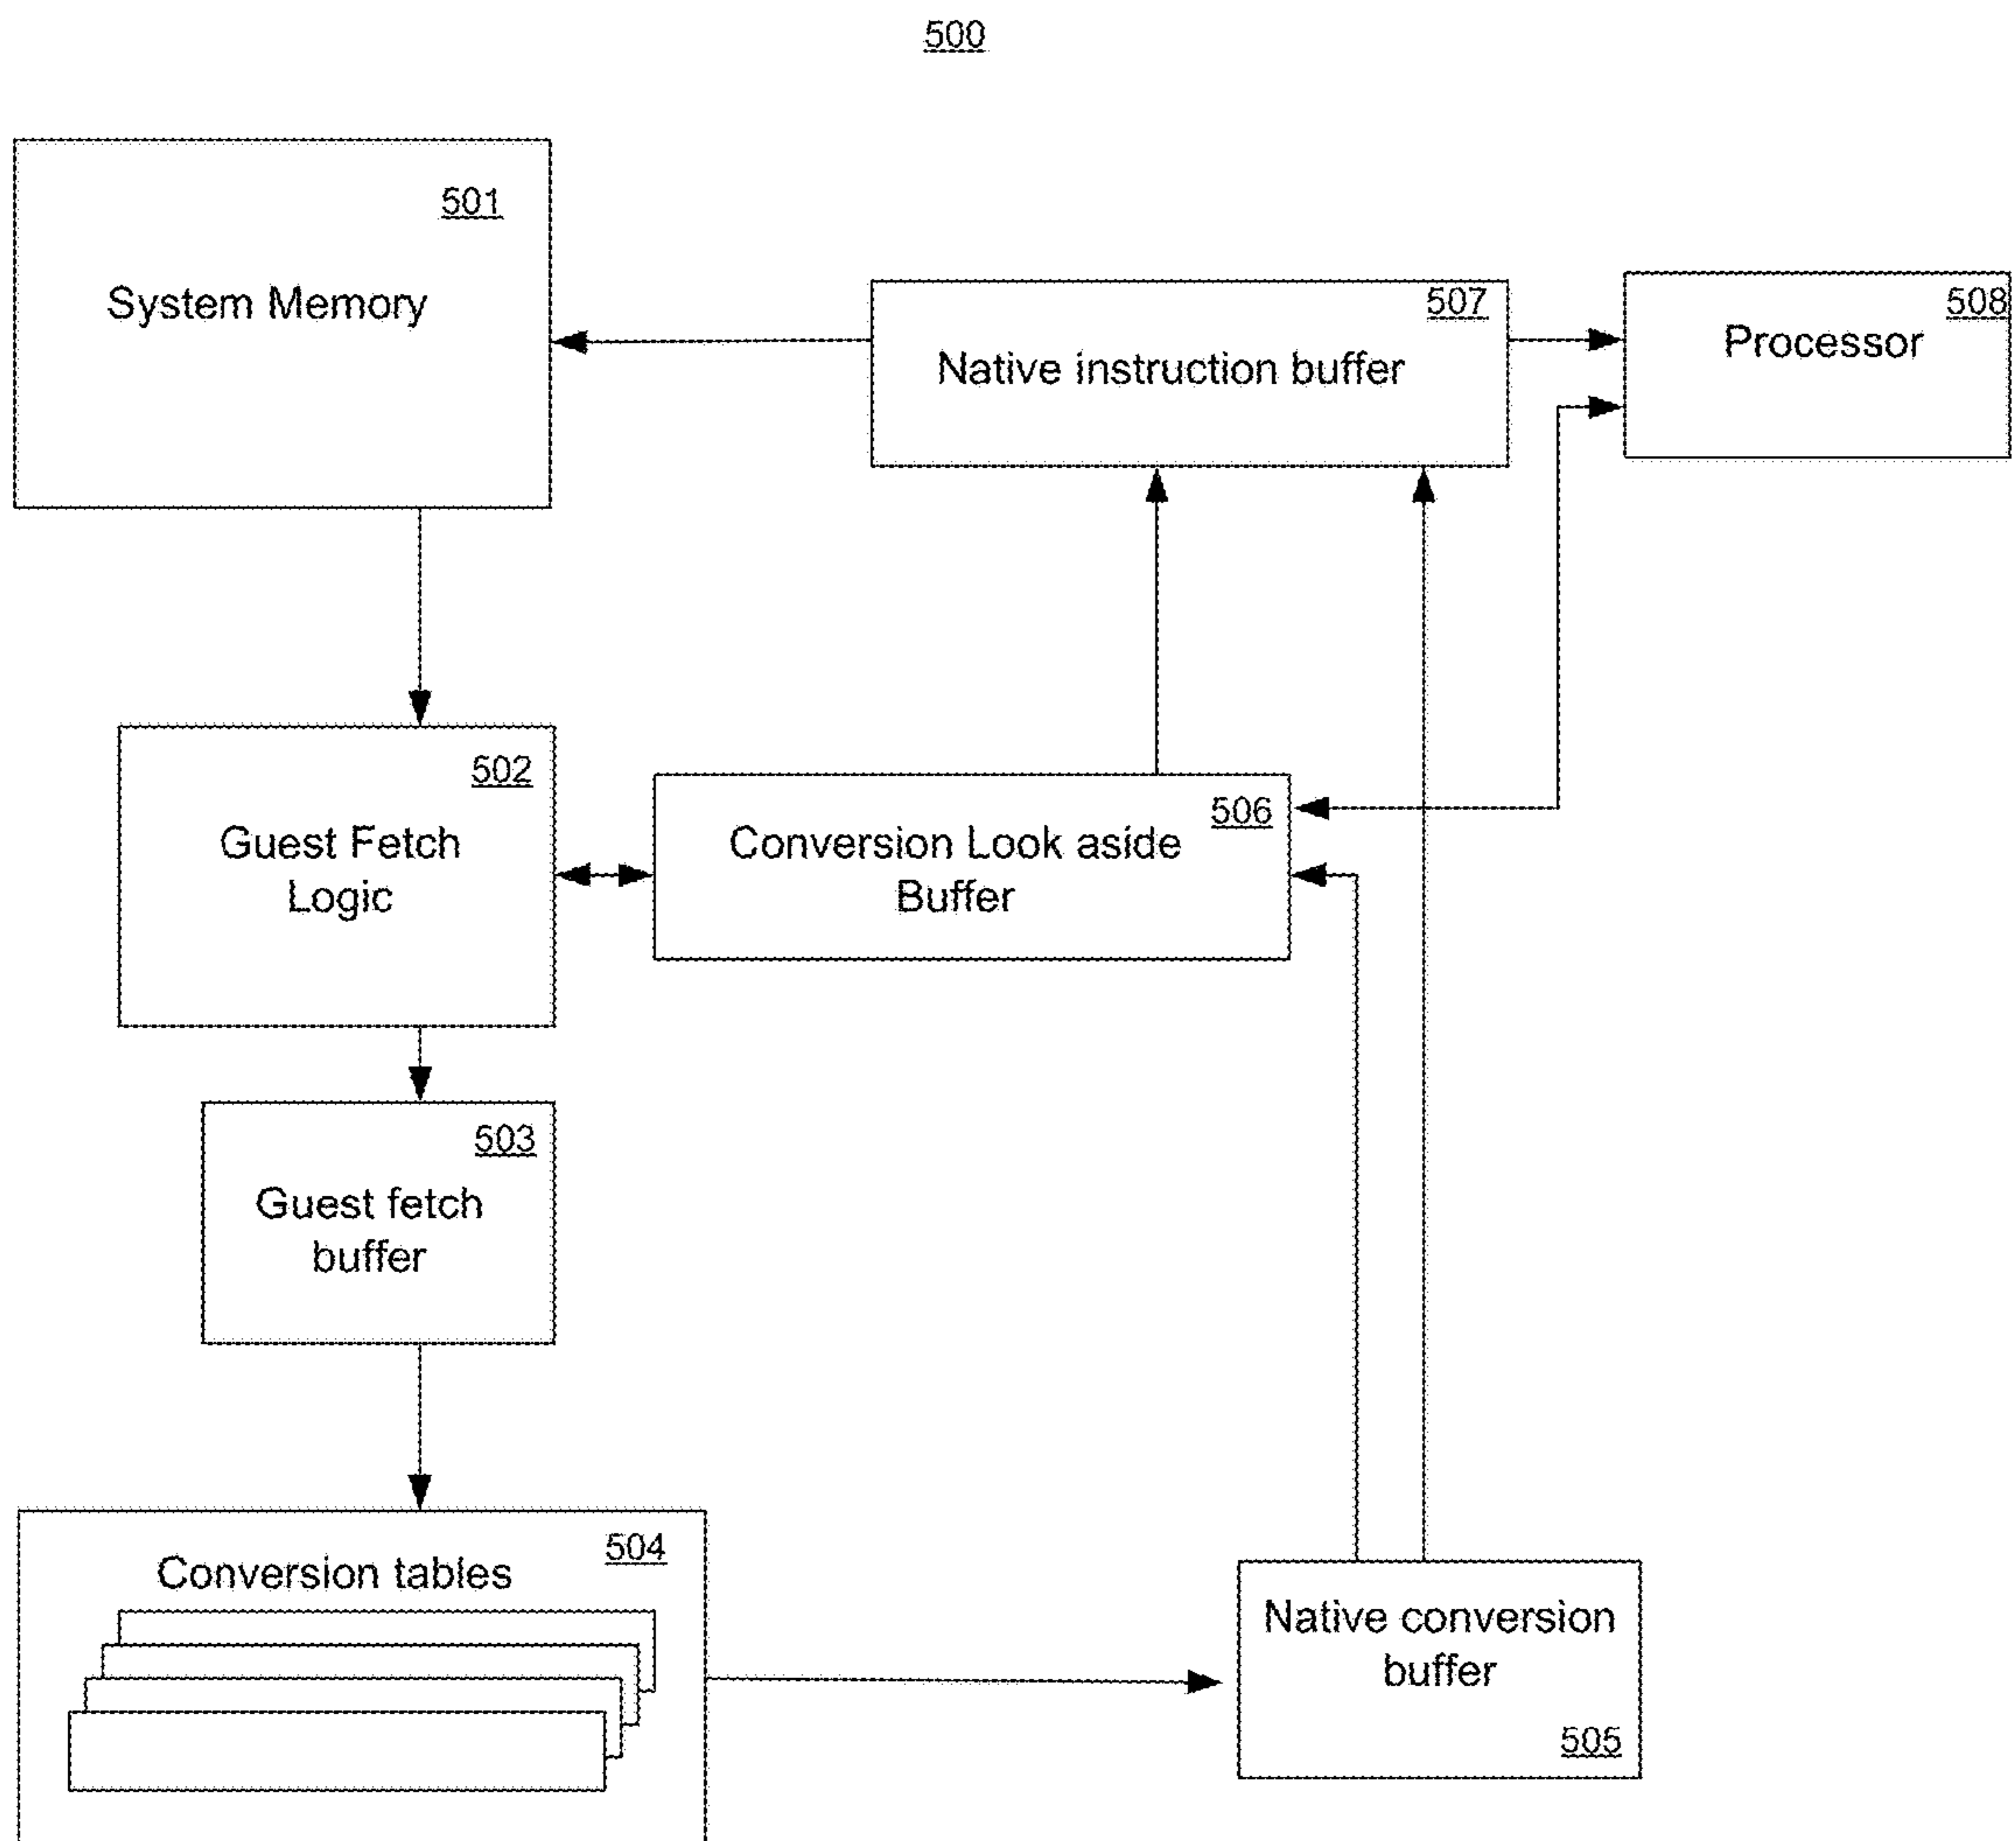 500
501
System Memory
507
Native instruction buffer
508
Processor
502
Guest Fetch
Logic
506
Conversion Look aside
Buffer
503
Guest fetch
buffer
504
Conversion tables
Native conversion
buffer
505